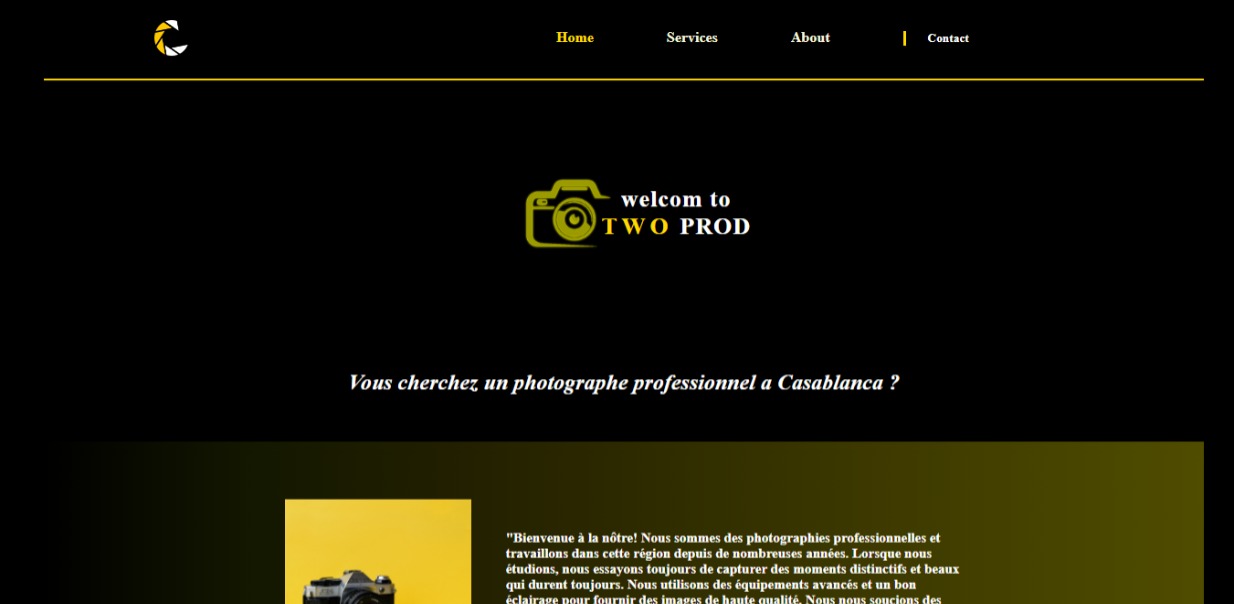 Home Services About Contact
welcom to
TWO PROD
Vous cherchez un photographe professionnel a Casablanca ?
"Bienvenue à la nôtre! Nous sommes des photographies professionnelles et
travaillons dans cette région depuis de nombreuses années. Lorsque nous
étudions, nous essayons toujours de capturer des moments distinctifs et beaux
qui durent toujours. Nous utilisons des équipements avancés et un bon
éclairage pour fournir des images de haute qualité. Nous nous soucions des